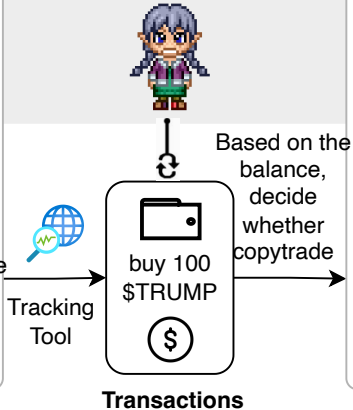 Based on the
balance,
decide
whether
copytrade
e
Tracking
Tool
buy 100
$TRUMP
$
Transactions